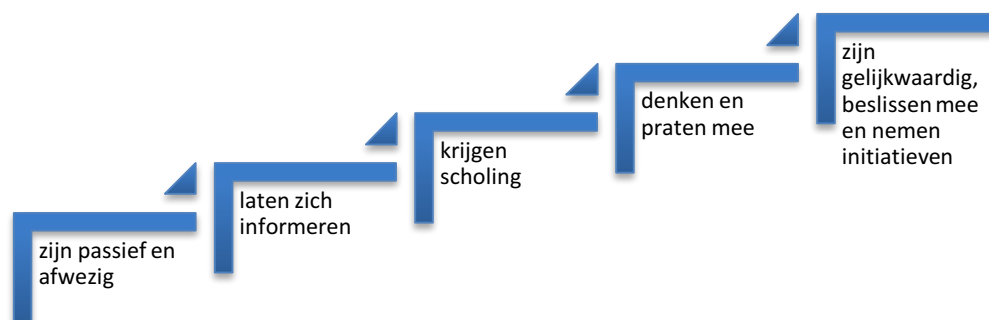 zijn passief en
afwezig
laten zich
informeren
krijgen
scholing
denken en
praten mee
zijn
gelijkwaardig,
beslissen mee
en nemen
initiatieven